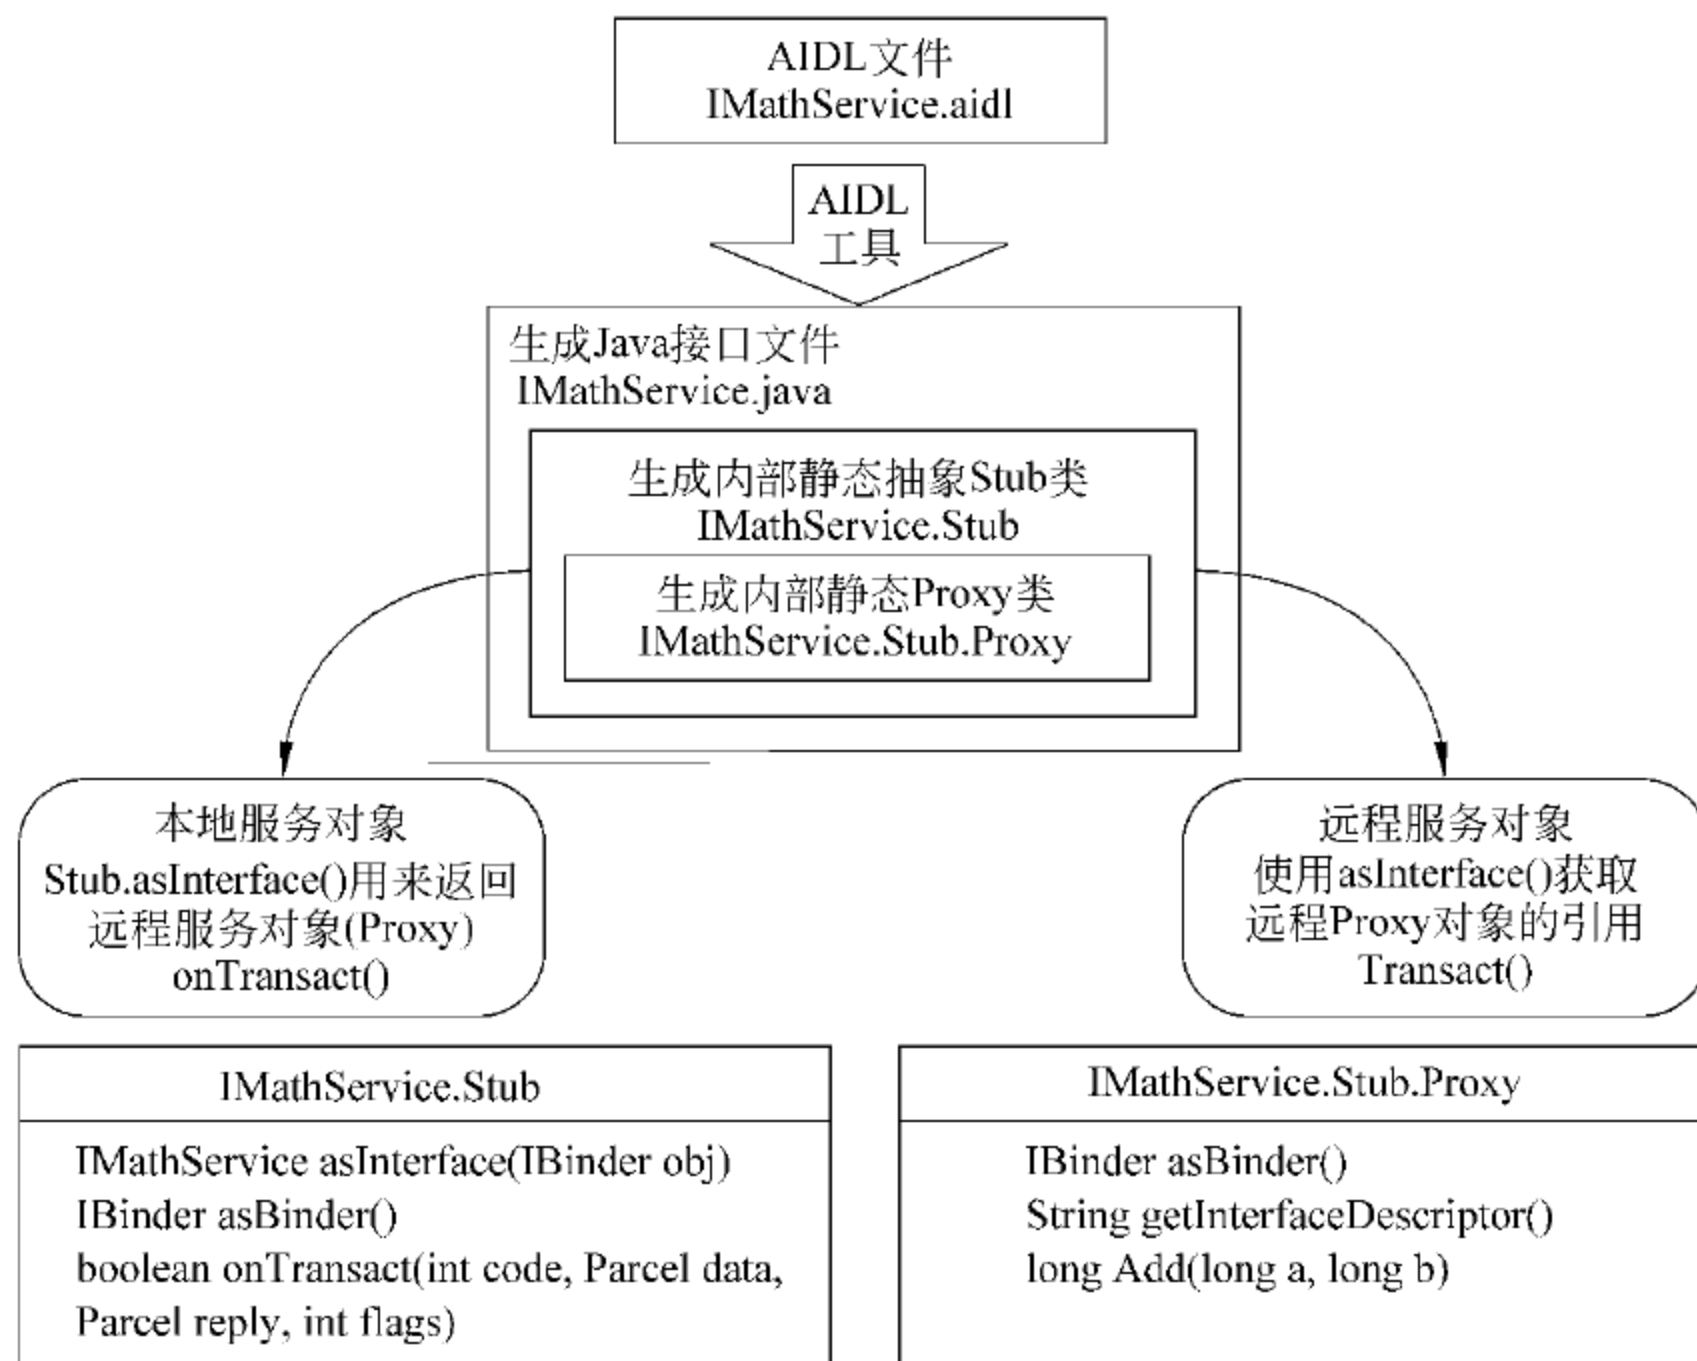 AIDL文件
IMathService.aidl
AIDL
工具
生成Java接口文件
IMathService.java
生成内部静态抽象Stub类
IMathService.Stub
生成内部静态Proxy类
IMathService.Stub.Proxy
本地服务对象
Stub.asInterface()用来返回
远程服务对象(Proxy)
onTransact()
远程服务对象
使用asInterface()获取
远程Proxy对象的引用
Transact()
IMathService.Stub
IMathService asInterface(IBinder obj)
IBinder asBinder()
boolean onTransact(int code, Parcel data,
Parcel reply, int flags)
IMathService.Stub.Proxy
IBinder asBinder()
String getInterfaceDescriptor()
long Add(long a, long b)